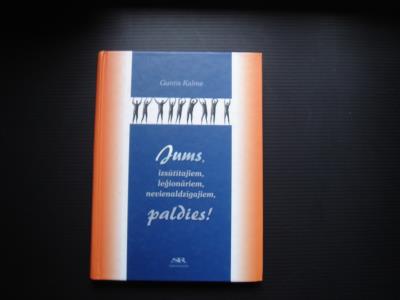 Guntis Kalme
Jums,
izsūtītajiem,
leģionāriem,
nevienaldzīgajiem,
paldies!